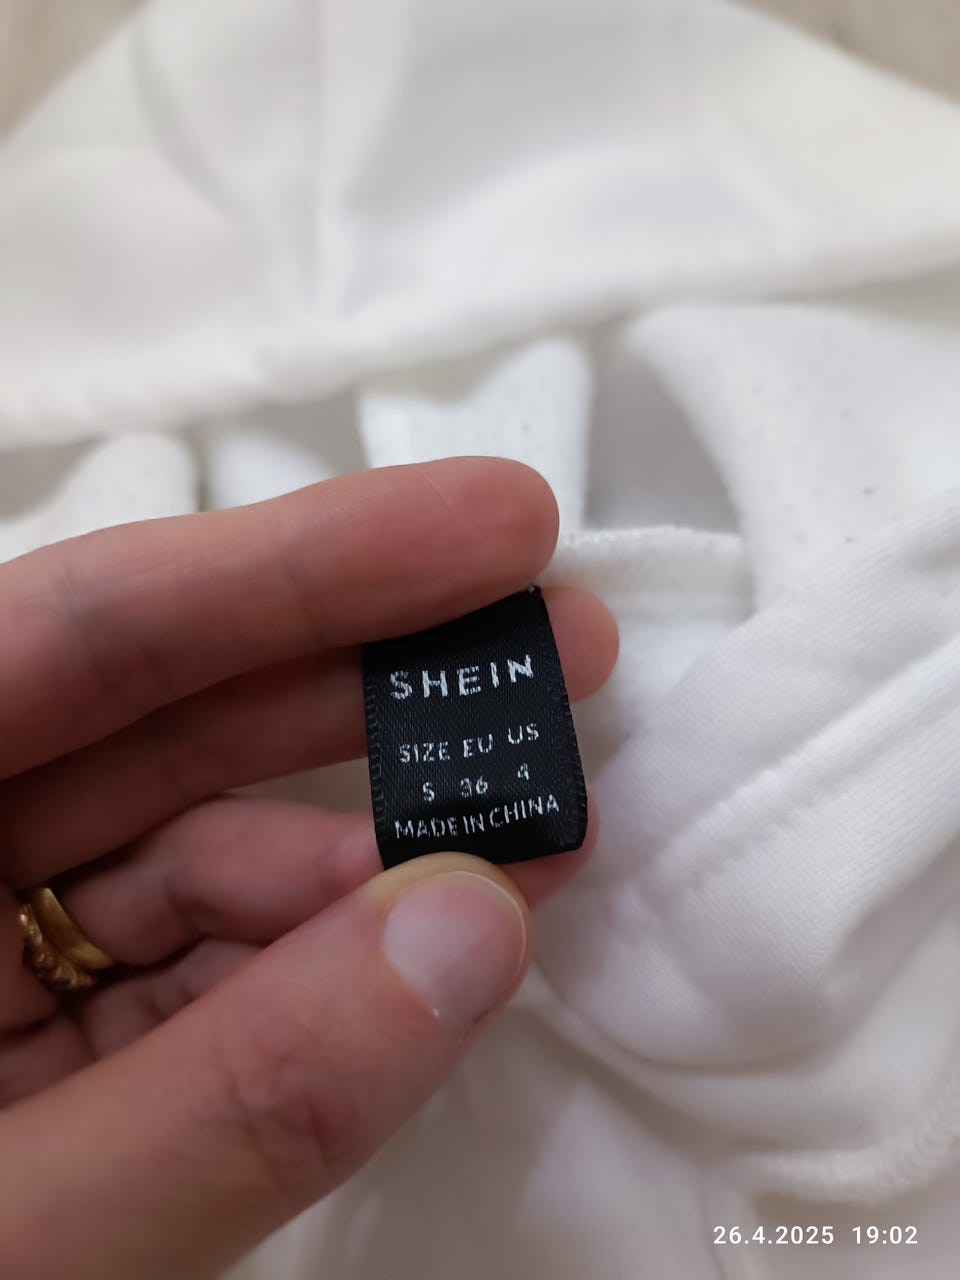 SHEIN
SIZE EU US
S 36 4
MADE IN CHINA
26.4.2025 19:02